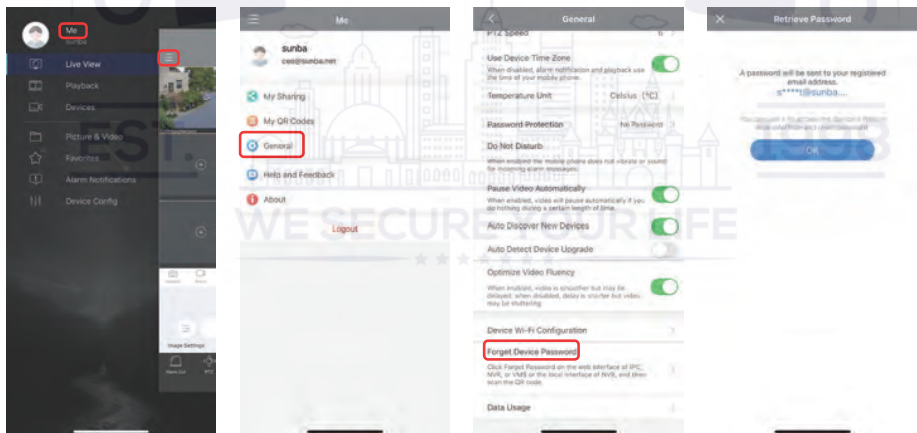 Me
sunba
Live View
Playback
Devices
Picture & Video
Favorites
Alarm Notifications
Device Config
Image Settings
PTZ
Me
sunba
ceo@sunba.net
My Sharing
My QR Codes
General
Help and Feedback
About
Logout
General
PTZ Speed 6
Use Device Time Zone
When disabled, alarm notification and playback use
the time of your mobile phone.
Temperature Unit Celsius (°C)
Password Protection No Password
Do Not Disturb
When enabled the mobile phone does not vibrate or sound
for incoming alarm messages.
Pause Video Automatically
When enabled, video will pause automatically if you
do nothing during a certain length of time.
Auto Discover New Devices
Auto Detect Device Upgrade
Optimize Video Fluency
When enabled, video is smoother but may be
delayed; when disabled, delay is shorter but video
may be stuttering.
Device Wi-Fi Configuration
Forget Device Password
Click Forget Password on the web interface of IPC,
NVR, or VMS or the local interface of NVR, and then
scan the QR code.
Data Usage
Retrieve Password
A password will be sent to your registered
email address.
s****t@sunba....
OK
EST.
1998
WE SECURE YOUR LIFE